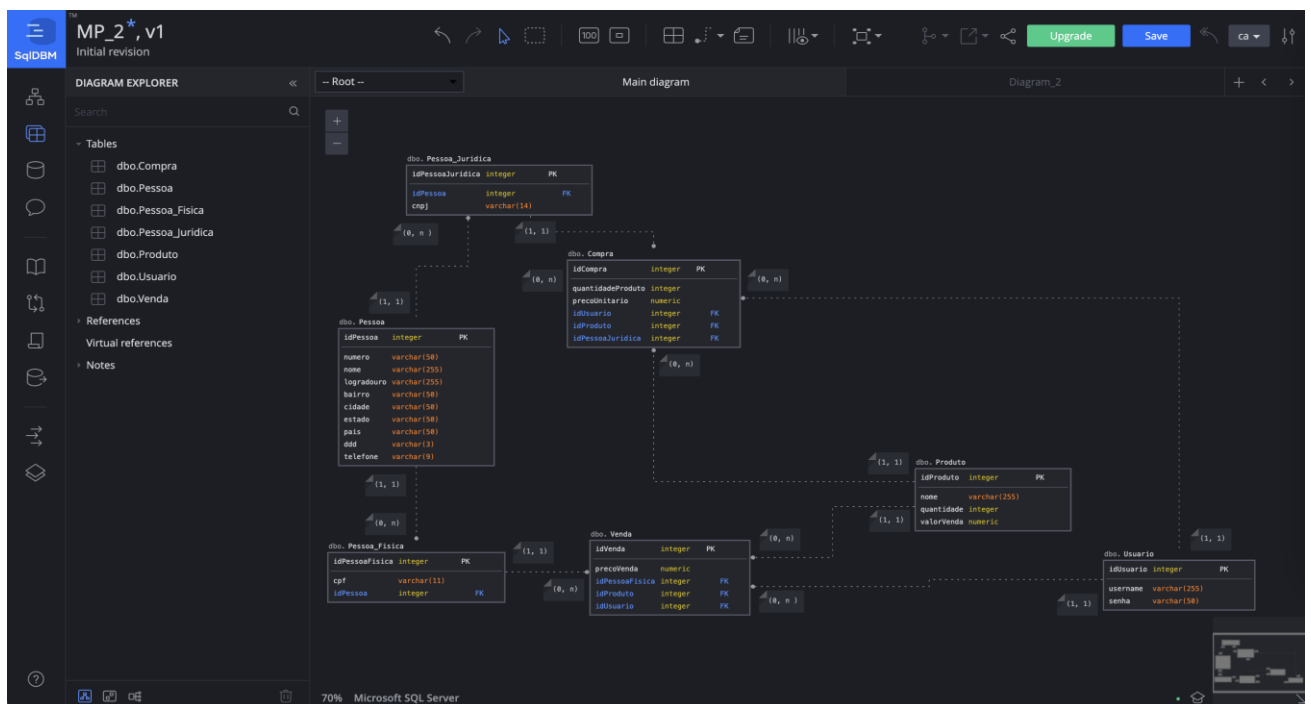 SqlDBM
TM
MP_2*, v1
Initial revision
100
Upgrade
Save
ca
DIAGRAM EXPLORER
«
-- Root --
Main diagram
Diagram_2
Search
Tables
dbo.Compra
dbo.Pessoa
dbo.Pessoa_Fisica
dbo.Pessoa_Juridica
dbo.Produto
dbo.Usuario
dbo.Venda
References
Virtual references
Notes
dbo. Pessoa_Juridica
idPessoaJuridica integer PK
idPessoa integer FK
cnpj varchar(14)
(0, n )
(1, 1)
dbo. Compra
idCompra integer PK
quantidadeProduto integer
precoUnitario numeric
idUsuario integer FK
idProduto integer FK
idPessoaJuridica integer FK
(0, n)
(0, n)
(0, n)
(1, 1)
dbo. Pessoa
idPessoa integer PK
numero varchar(50)
nome varchar(255)
logradouro varchar(255)
bairro varchar(50)
cidade varchar(50)
estado varchar(50)
pais varchar(50)
ddd varchar(3)
telefone varchar(9)
(1, 1)
(0, n)
dbo. Pessoa_Fisica
idPessoaFisica integer PK
cpf varchar(11)
idPessoa integer FK
(1, 1)
(0, n)
dbo. Venda
idVenda integer PK
precoVenda numeric
idPessoaFisica integer FK
idProduto integer FK
idUsuario integer FK
(0, n)
(0, n )
(1, 1)
dbo. Produto
idProduto integer PK
nome varchar(255)
quantidade integer
valorVenda numeric
(1, 1)
(1, 1)
dbo. Usuario
idUsuario integer PK
username varchar(255)
senha varchar(50)
(1, 1)
70% Microsoft SQL Server